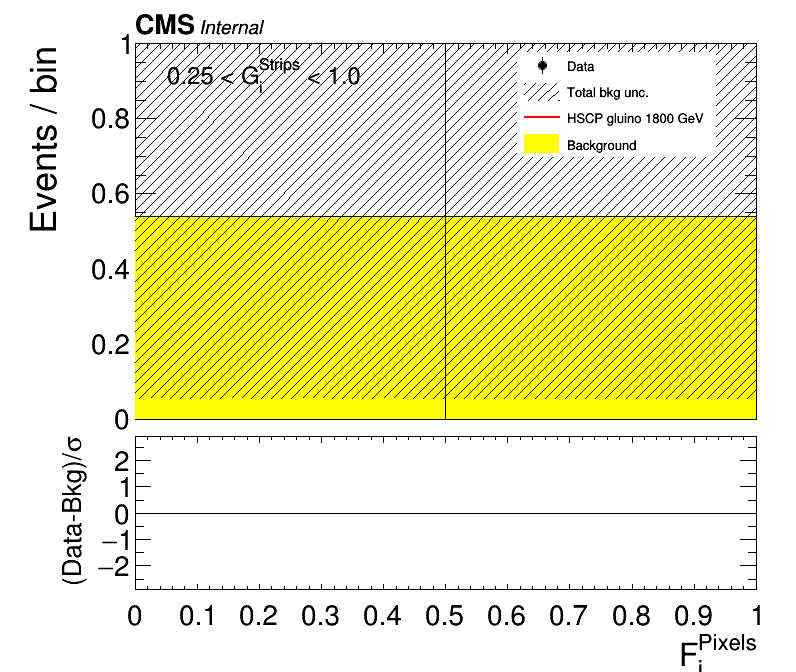 CMS Internal
0.25 < G_i^Strips < 1.0
Data
Total bkg unc.
HSCP gluino 1800 GeV
Background
Events / bin
1
0.8
0.6
0.4
0.2
0
(Data-Bkg)/σ
2
1
0
−1
−2
0 0.1 0.2 0.3 0.4 0.5 0.6 0.7 0.8 0.9 1
F_i^Pixels